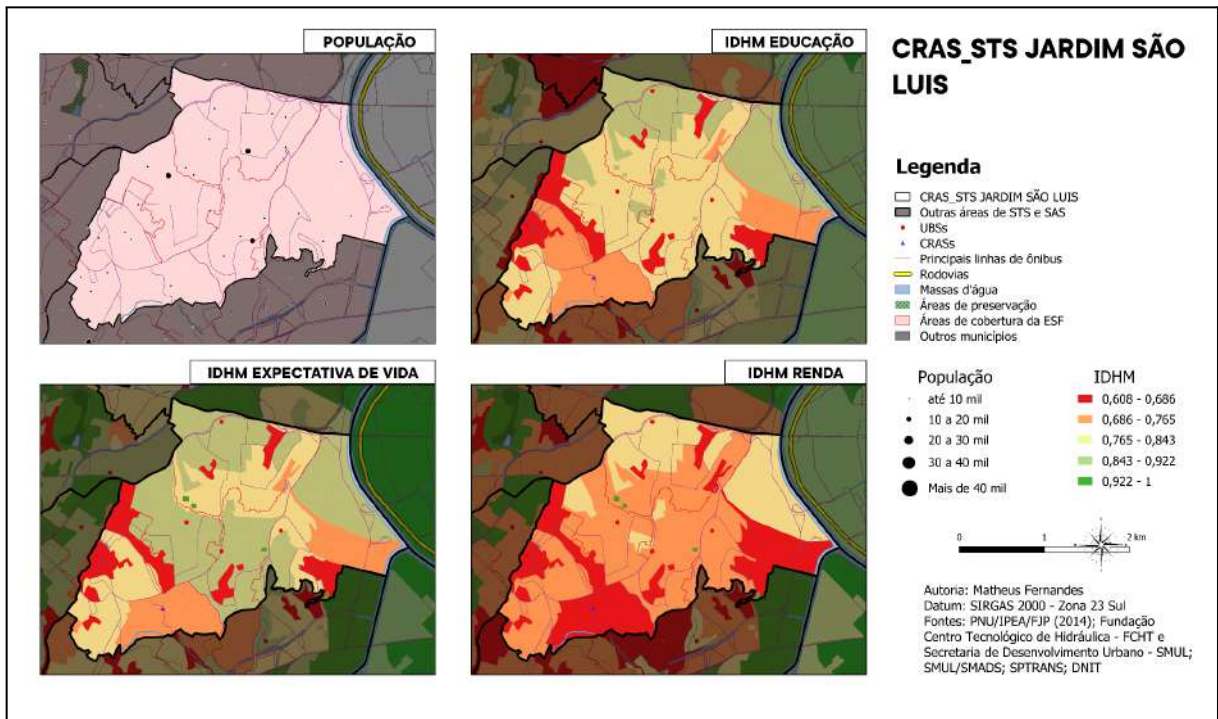 POPULAÇÃO
IDHM EDUCAÇÃO
IDHM EXPECTATIVA DE VIDA
IDHM RENDA
CRAS_STS JARDIM SÃO
LUIS
Legenda
CRAS_STS JARDIM SÃO LUIS
Outras áreas de STS e SAS
UBSs
CRASs
Principais linhas de ônibus
Rodovias
Massas d'água
Áreas de preservação
Áreas de cobertura da ESF
Outros municípios
População
até 10 mil
10 a 20 mil
20 a 30 mil
30 a 40 mil
Mais de 40 mil
IDHM
0,608 - 0,686
0,686 - 0,765
0,765 - 0,843
0,843 - 0,922
0,922 - 1
0 1 2 km
Autoria: Matheus Fernandes
Datum: SIRGAS 2000 - Zona 23 Sul
Fontes: PNU/IPEA/FJP (2014); Fundação
Centro Tecnológico de Hidráulica - FCHT e
Secretaria de Desenvolvimento Urbano - SMUL;
SMUL/SMADS; SPTRANS; DNIT